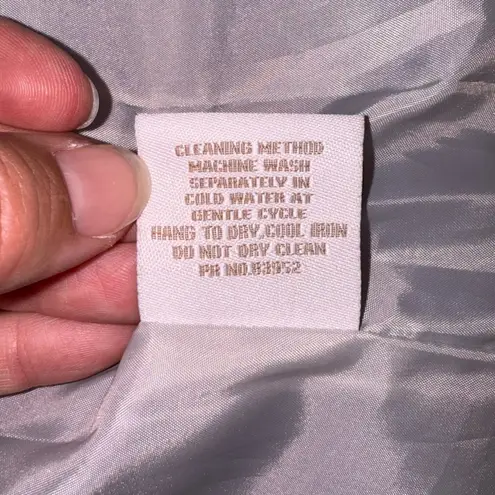 CLEANING METHOD
MACHINE WASH
SEPARATELY IN
COLD WATER AT
GENTLE CYCLE
HANG TO DRY,COOL IRON
DO NOT DRY CLEAN
PR NO.83952